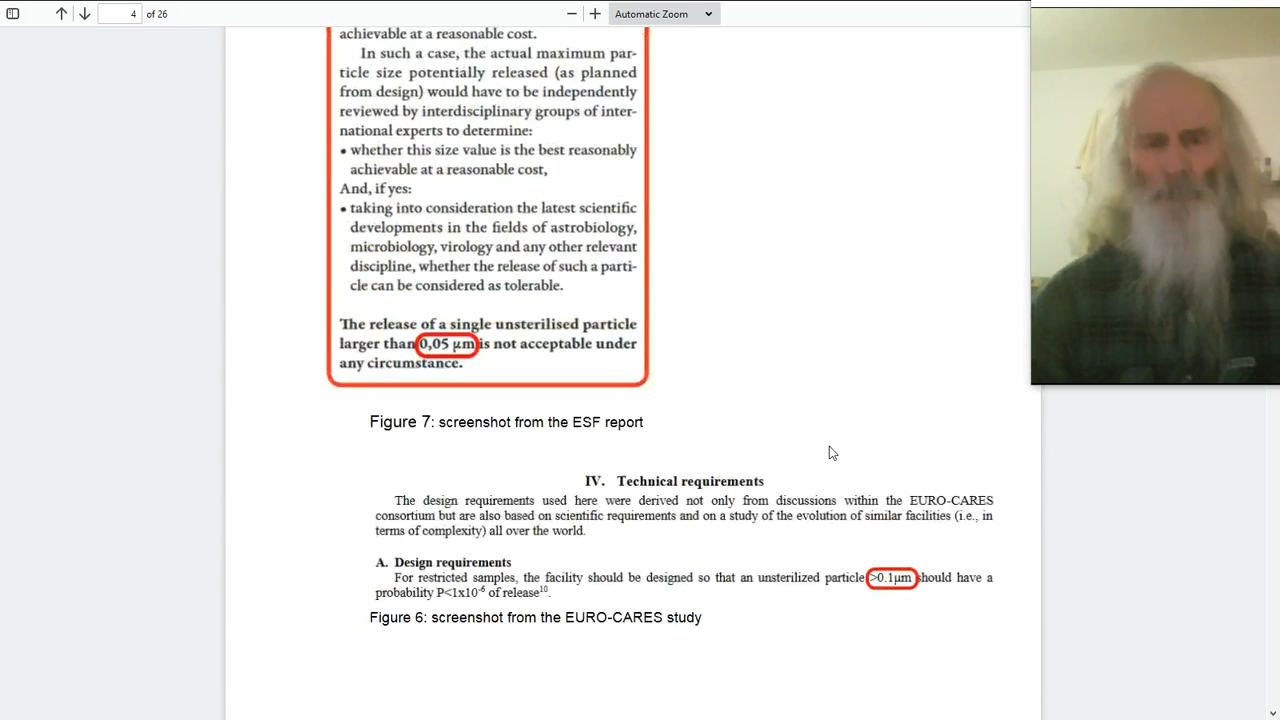 4 of 26
Automatic Zoom
achievable at a reasonable cost.
In such a case, the actual maximum par-
ticle size potentially released (as planned
from design) would have to be independently
reviewed by interdisciplinary groups of inter-
national experts to determine:
• whether this size value is the best reasonably
achievable at a reasonable cost,
And, if yes:
• taking into consideration the latest scientific
developments in the fields of astrobiology,
microbiology, virology and any other relevant
discipline, whether the release of such a parti-
cle can be considered as tolerable.
The release of a single unsterilised particle
larger than 0,05 μm is not acceptable under
any circumstance.
Figure 7: screenshot from the ESF report
IV. Technical requirements
The design requirements used here were derived not only from discussions within the EURO-CARES
consortium but are also based on scientific requirements and on a study of the evolution of similar facilities (i.e., in
terms of complexity) all over the world.
A. Design requirements
For restricted samples, the facility should be designed so that an unsterilized particle >0.1μm should have a
probability P<1x10⁻⁶ of release¹⁰.
Figure 6: screenshot from the EURO-CARES study